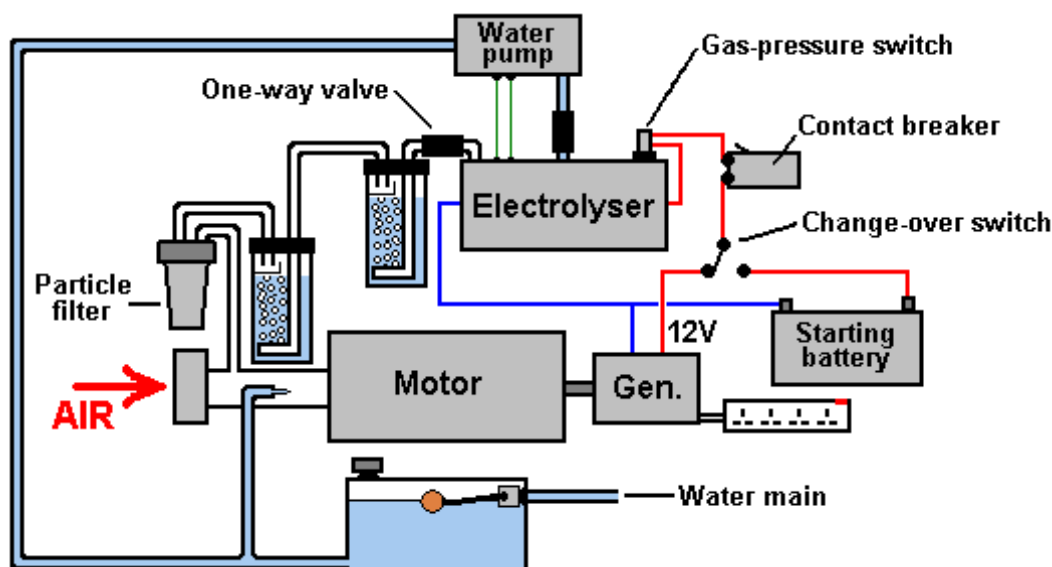 Water
pump
Gas-pressure switch
One-way valve
Contact breaker
Electrolyser
Change-over switch
Particle
filter
12V
Starting
battery
Motor
Gen.
AIR
Water main